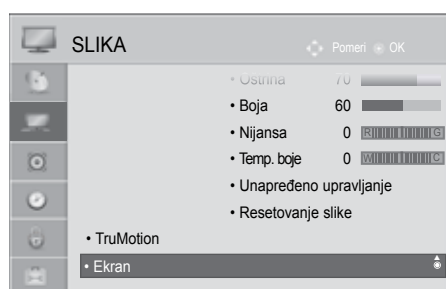 SLIKA Pomeri OK
• Oštrina 70
• Boja 60
• Nijansa 0 R G
• Temp. boje 0 W C
• Unapređeno upravljanje
• Resetovanje slike
• TruMotion
• Ekran